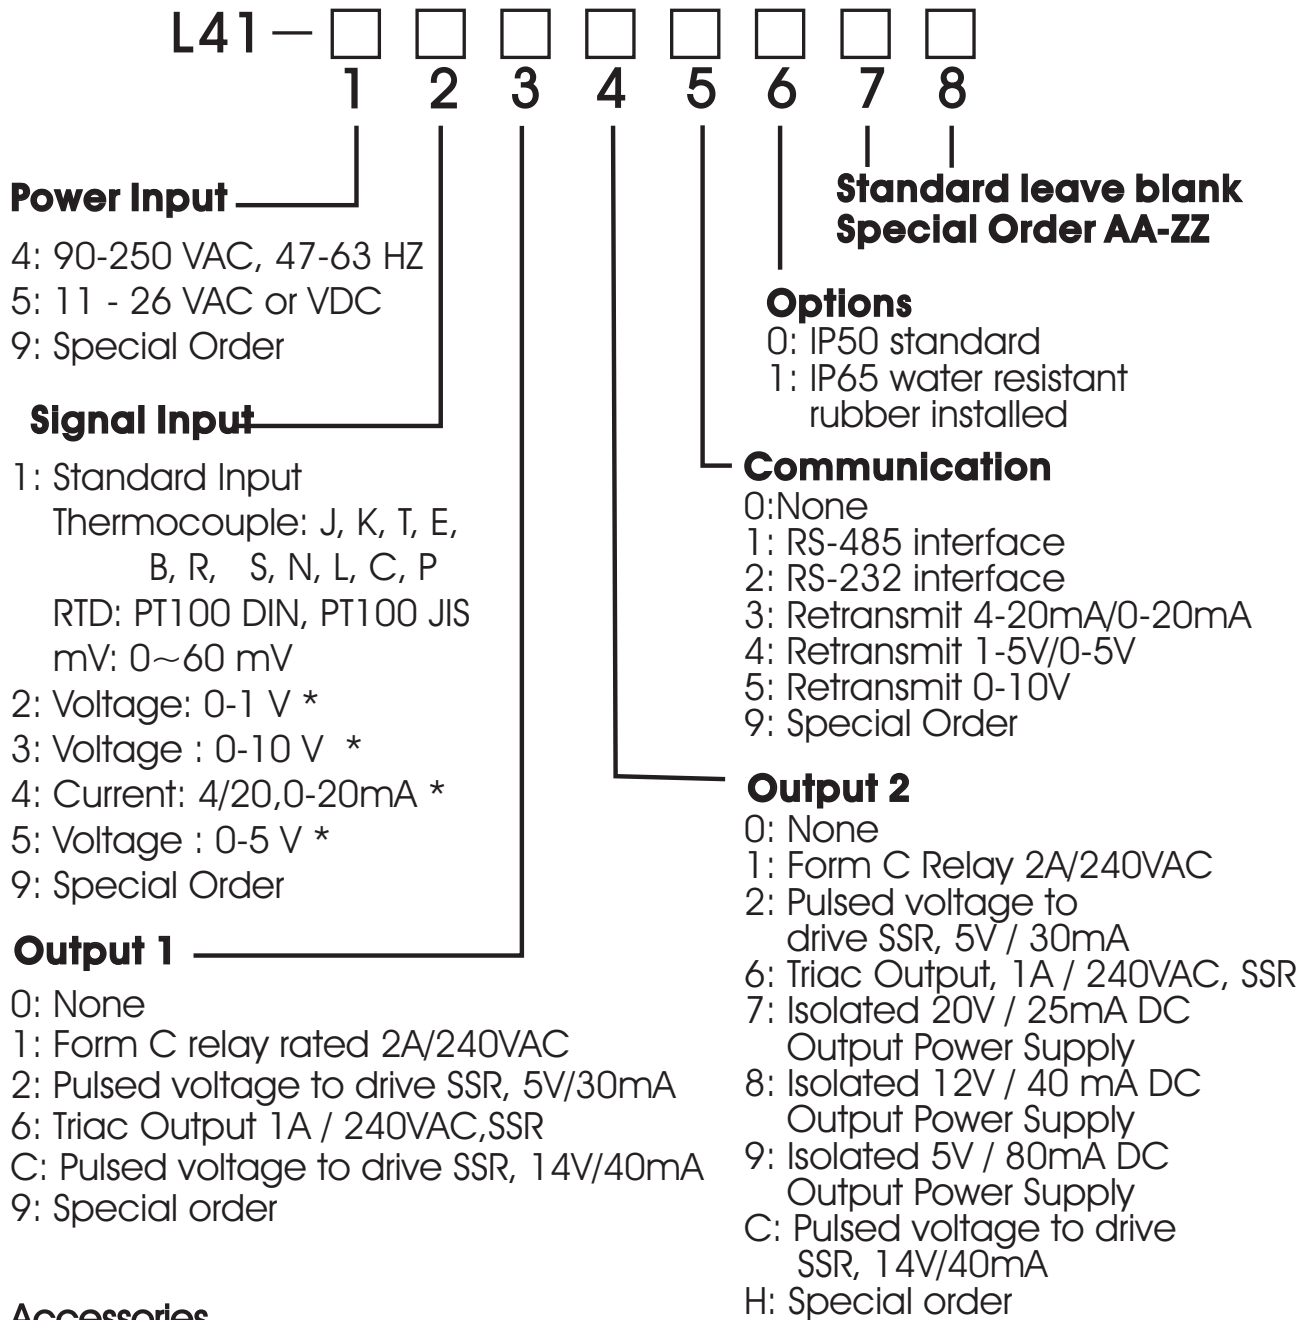 L41 —
1 2 3 4 5 6 7 8
Power Input
4: 90-250 VAC, 47-63 HZ
5: 11 - 26 VAC or VDC
9: Special Order
Signal Input
1: Standard Input
Thermocouple: J, K, T, E,
B, R, S, N, L, C, P
RTD: PT100 DIN, PT100 JIS
mV: 0~60 mV
2: Voltage: 0-1 V *
3: Voltage : 0-10 V *
4: Current: 4/20,0-20mA *
5: Voltage : 0-5 V *
9: Special Order
Output 1
0: None
1: Form C relay rated 2A/240VAC
2: Pulsed voltage to drive SSR, 5V/30mA
6: Triac Output 1A / 240VAC,SSR
C: Pulsed voltage to drive SSR, 14V/40mA
9: Special order
Accessories
Standard leave blank
Special Order AA-ZZ
Options
0: IP50 standard
1: IP65 water resistant
rubber installed
Communication
0:None
1: RS-485 interface
2: RS-232 interface
3: Retransmit 4-20mA/0-20mA
4: Retransmit 1-5V/0-5V
5: Retransmit 0-10V
9: Special Order
Output 2
0: None
1: Form C Relay 2A/240VAC
2: Pulsed voltage to
drive SSR, 5V / 30mA
6: Triac Output, 1A / 240VAC, SSR
7: Isolated 20V / 25mA DC
Output Power Supply
8: Isolated 12V / 40 mA DC
Output Power Supply
9: Isolated 5V / 80mA DC
Output Power Supply
C: Pulsed voltage to drive
SSR, 14V/40mA
H: Special order